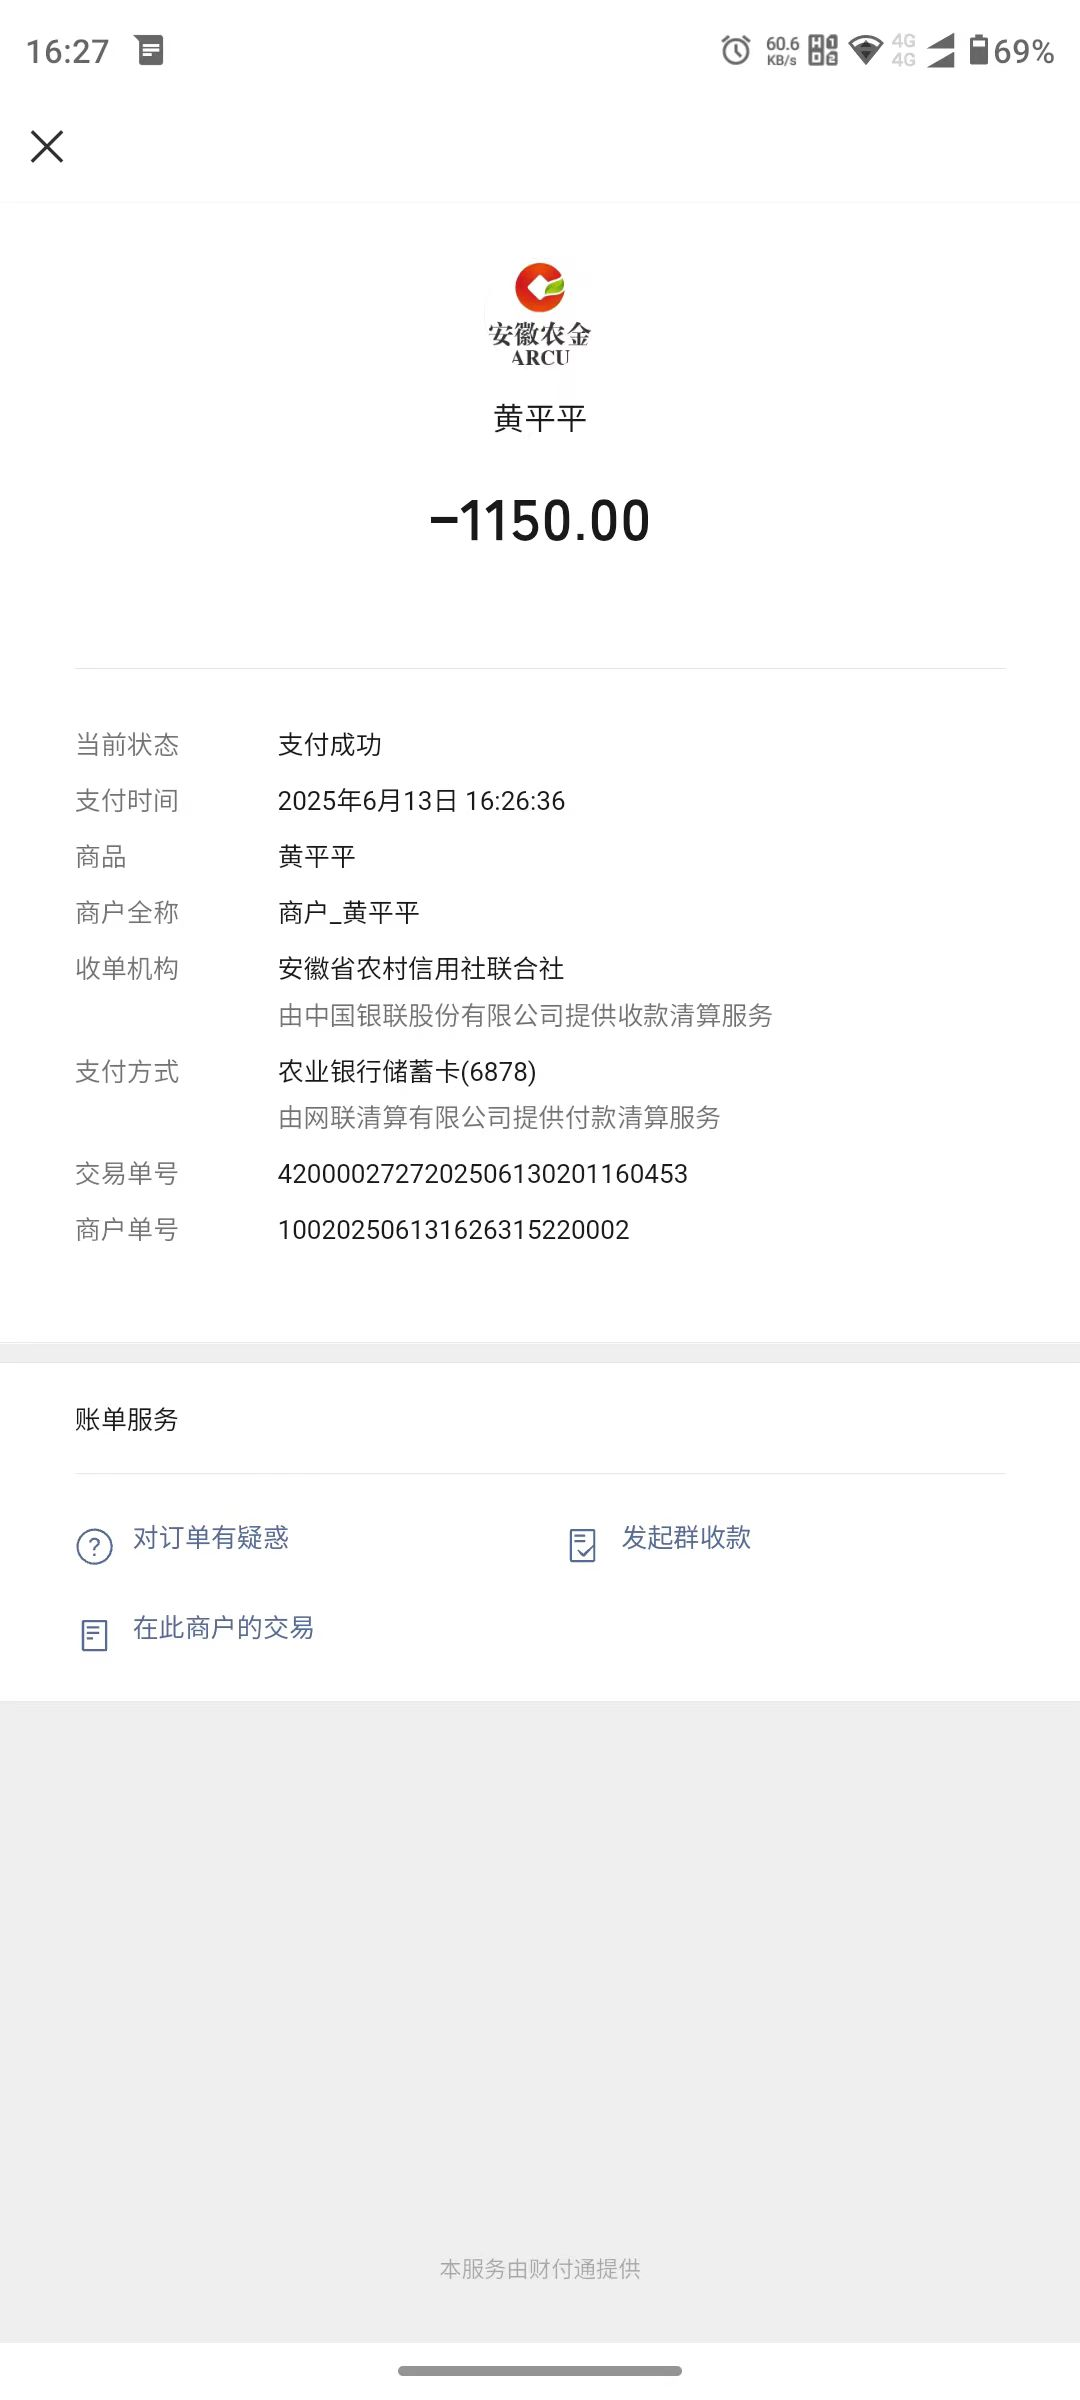 16:27
60.6 KB/s 4G 4G 69%
安徽农金
ARCU
黄平平
-1150.00
当前状态 支付成功
支付时间 2025年6月13日 16:26:36
商品 黄平平
商户全称 商户_黄平平
收单机构 安徽省农村信用社联合社
由中国银联股份有限公司提供收款清算服务
支付方式 农业银行储蓄卡(6878)
由网联清算有限公司提供付款清算服务
交易单号 4200002727202506130201160453
商户单号 100202506131626315220002
账单服务
对订单有疑惑 发起群收款
在此商户的交易
本服务由财付通提供